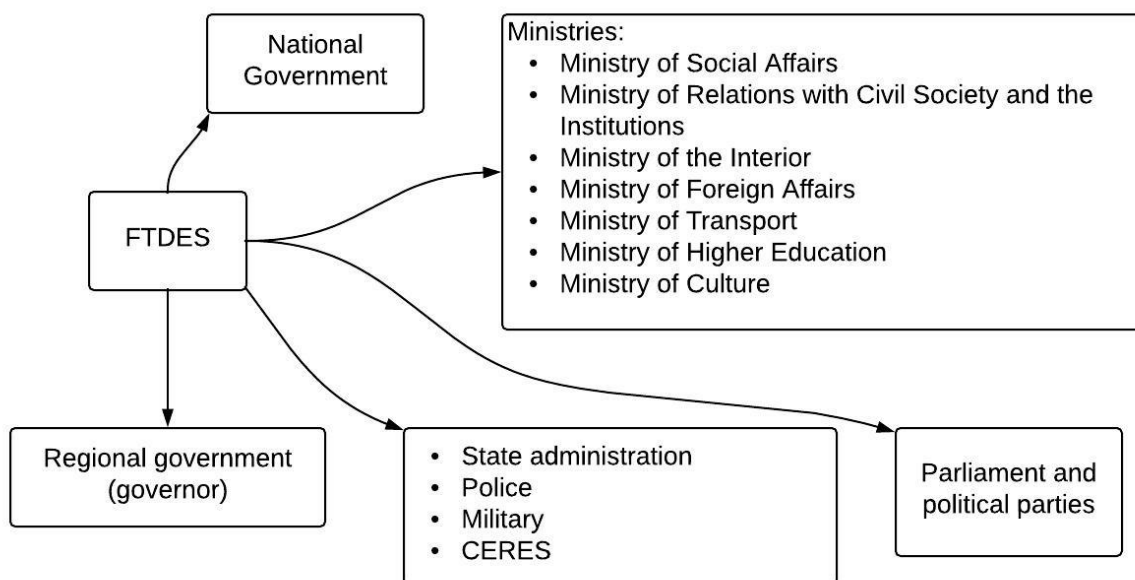 National
Government
Ministries:
• Ministry of Social Affairs
• Ministry of Relations with Civil Society and the
Institutions
• Ministry of the Interior
• Ministry of Foreign Affairs
• Ministry of Transport
• Ministry of Higher Education
• Ministry of Culture
FTDES
Regional government
(governor)
• State administration
• Police
• Military
• CERES
Parliament and
political parties